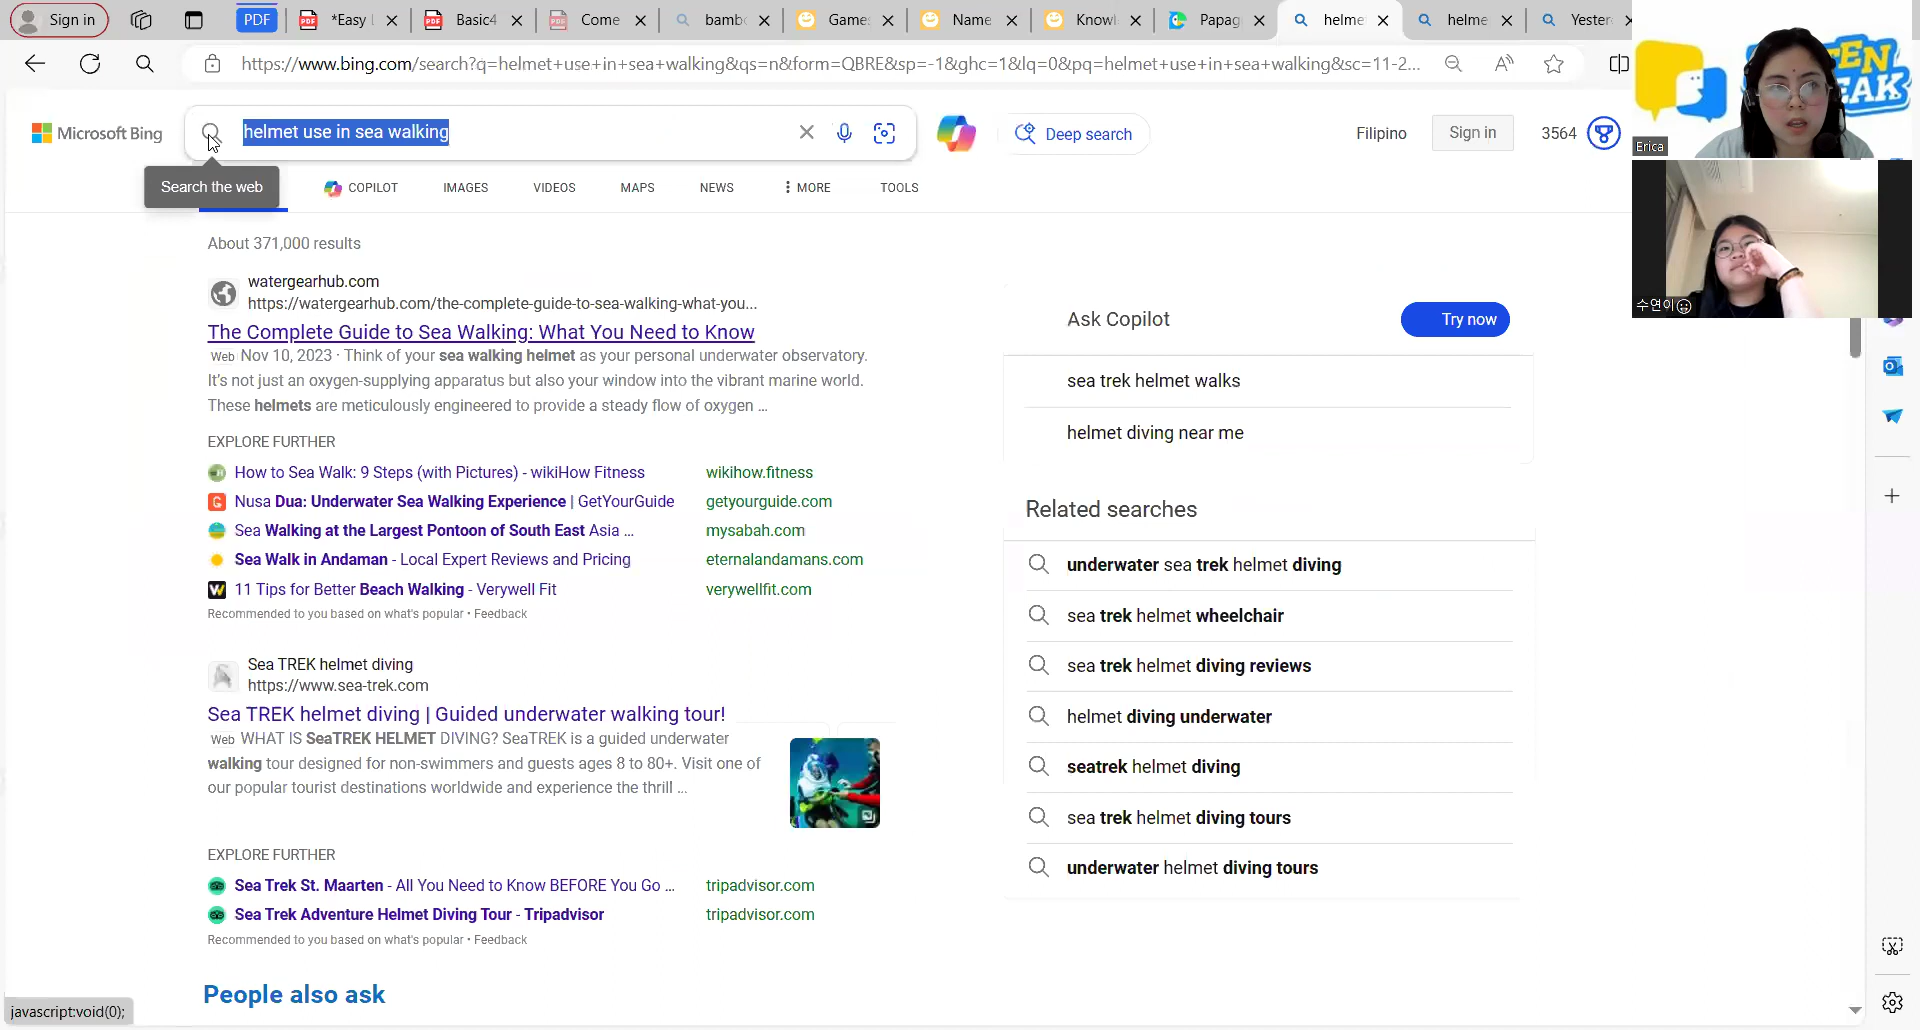 Sign in
PDF
*Easy L
Basic4
Come
bambo
Game
Name
Knowl
Papag
helme
helme
Yester
https://www.bing.com/search?q=helmet+use+in+sea+walking&qs=n&form=QBRE&sp=-1&ghc=1&lq=0&pq=helmet+use+in+sea+walking&sc=11-2...
Erica
수연이
Microsoft Bing
helmet use in sea walking
Deep search
Filipino
Sign in
3564
Search the web
COPILOT
IMAGES
VIDEOS
MAPS
NEWS
MORE
TOOLS
About 371,000 results
watergearhub.com
https://watergearhub.com/the-complete-guide-to-sea-walking-what-you...
The Complete Guide to Sea Walking: What You Need to Know
Web Nov 10, 2023 · Think of your sea walking helmet as your personal underwater observatory.
It's not just an oxygen-supplying apparatus but also your window into the vibrant marine world.
These helmets are meticulously engineered to provide a steady flow of oxygen ...
EXPLORE FURTHER
How to Sea Walk: 9 Steps (with Pictures) - wikiHow Fitness wikihow.fitness
Nusa Dua: Underwater Sea Walking Experience | GetYourGuide getyourguide.com
Sea Walking at the Largest Pontoon of South East Asia ... mysabah.com
Sea Walk in Andaman - Local Expert Reviews and Pricing eternalandamans.com
11 Tips for Better Beach Walking - Verywell Fit verywellfit.com
Recommended to you based on what's popular • Feedback
Sea TREK helmet diving
https://www.sea-trek.com
Sea TREK helmet diving | Guided underwater walking tour!
Web WHAT IS SeaTREK HELMET DIVING? SeaTREK is a guided underwater
walking tour designed for non-swimmers and guests ages 8 to 80+. Visit one of
our popular tourist destinations worldwide and experience the thrill ...
EXPLORE FURTHER
Sea Trek St. Maarten - All You Need to Know BEFORE You Go ... tripadvisor.com
Sea Trek Adventure Helmet Diving Tour - Tripadvisor tripadvisor.com
Recommended to you based on what's popular • Feedback
People also ask
Ask Copilot
Try now
sea trek helmet walks
helmet diving near me
Related searches
underwater sea trek helmet diving
sea trek helmet wheelchair
sea trek helmet diving reviews
helmet diving underwater
seatrek helmet diving
sea trek helmet diving tours
underwater helmet diving tours
javascript:void(0);